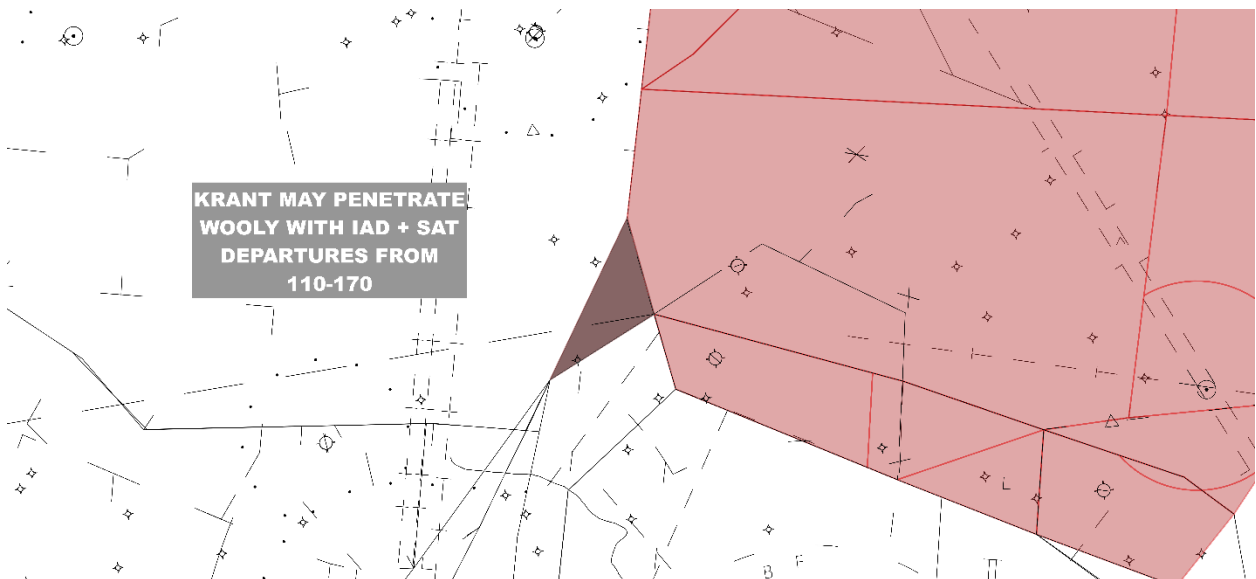 KRANT MAY PENETRATE
WOOLY WITH IAD + SAT
DEPARTURES FROM
110-170
B F